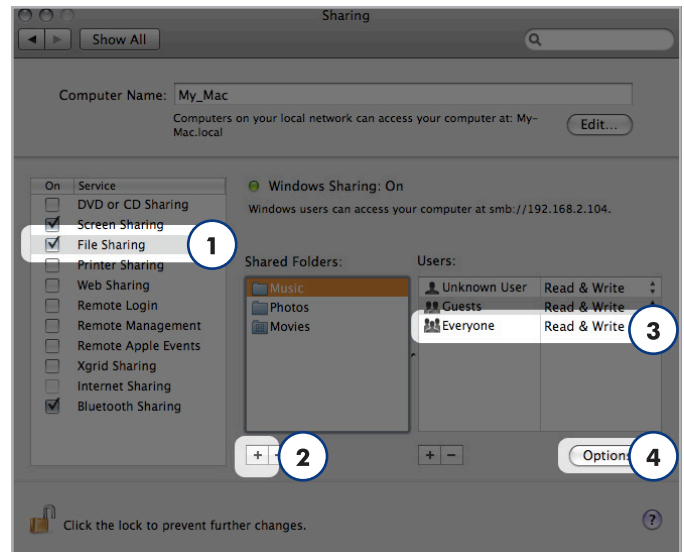 Sharing
Show All
Computer Name: My_Mac
Computers on your local network can access your computer at: My-
Mac.local
Edit...
On Service
DVD or CD Sharing
Screen Sharing
File Sharing
1
Printer Sharing
Web Sharing
Remote Login
Remote Management
Remote Apple Events
Xgrid Sharing
Internet Sharing
Bluetooth Sharing
Windows Sharing: On
Windows users can access your computer at smb://192.168.2.104.
Shared Folders:
Music
Photos
Movies
+ −
2
Users:
Unknown User Read & Write
Guests Read & Write
Everyone Read & Write
3
+ −
Options
4
Click the lock to prevent further changes.
?